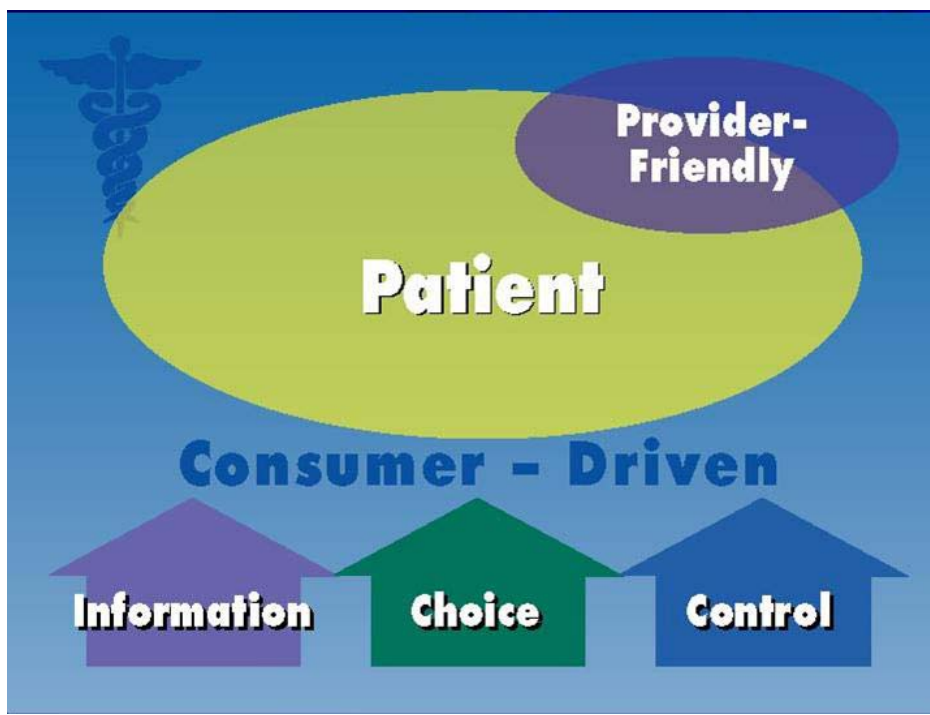 Provider-
Friendly
Patient
Consumer – Driven
Information
Choice
Control